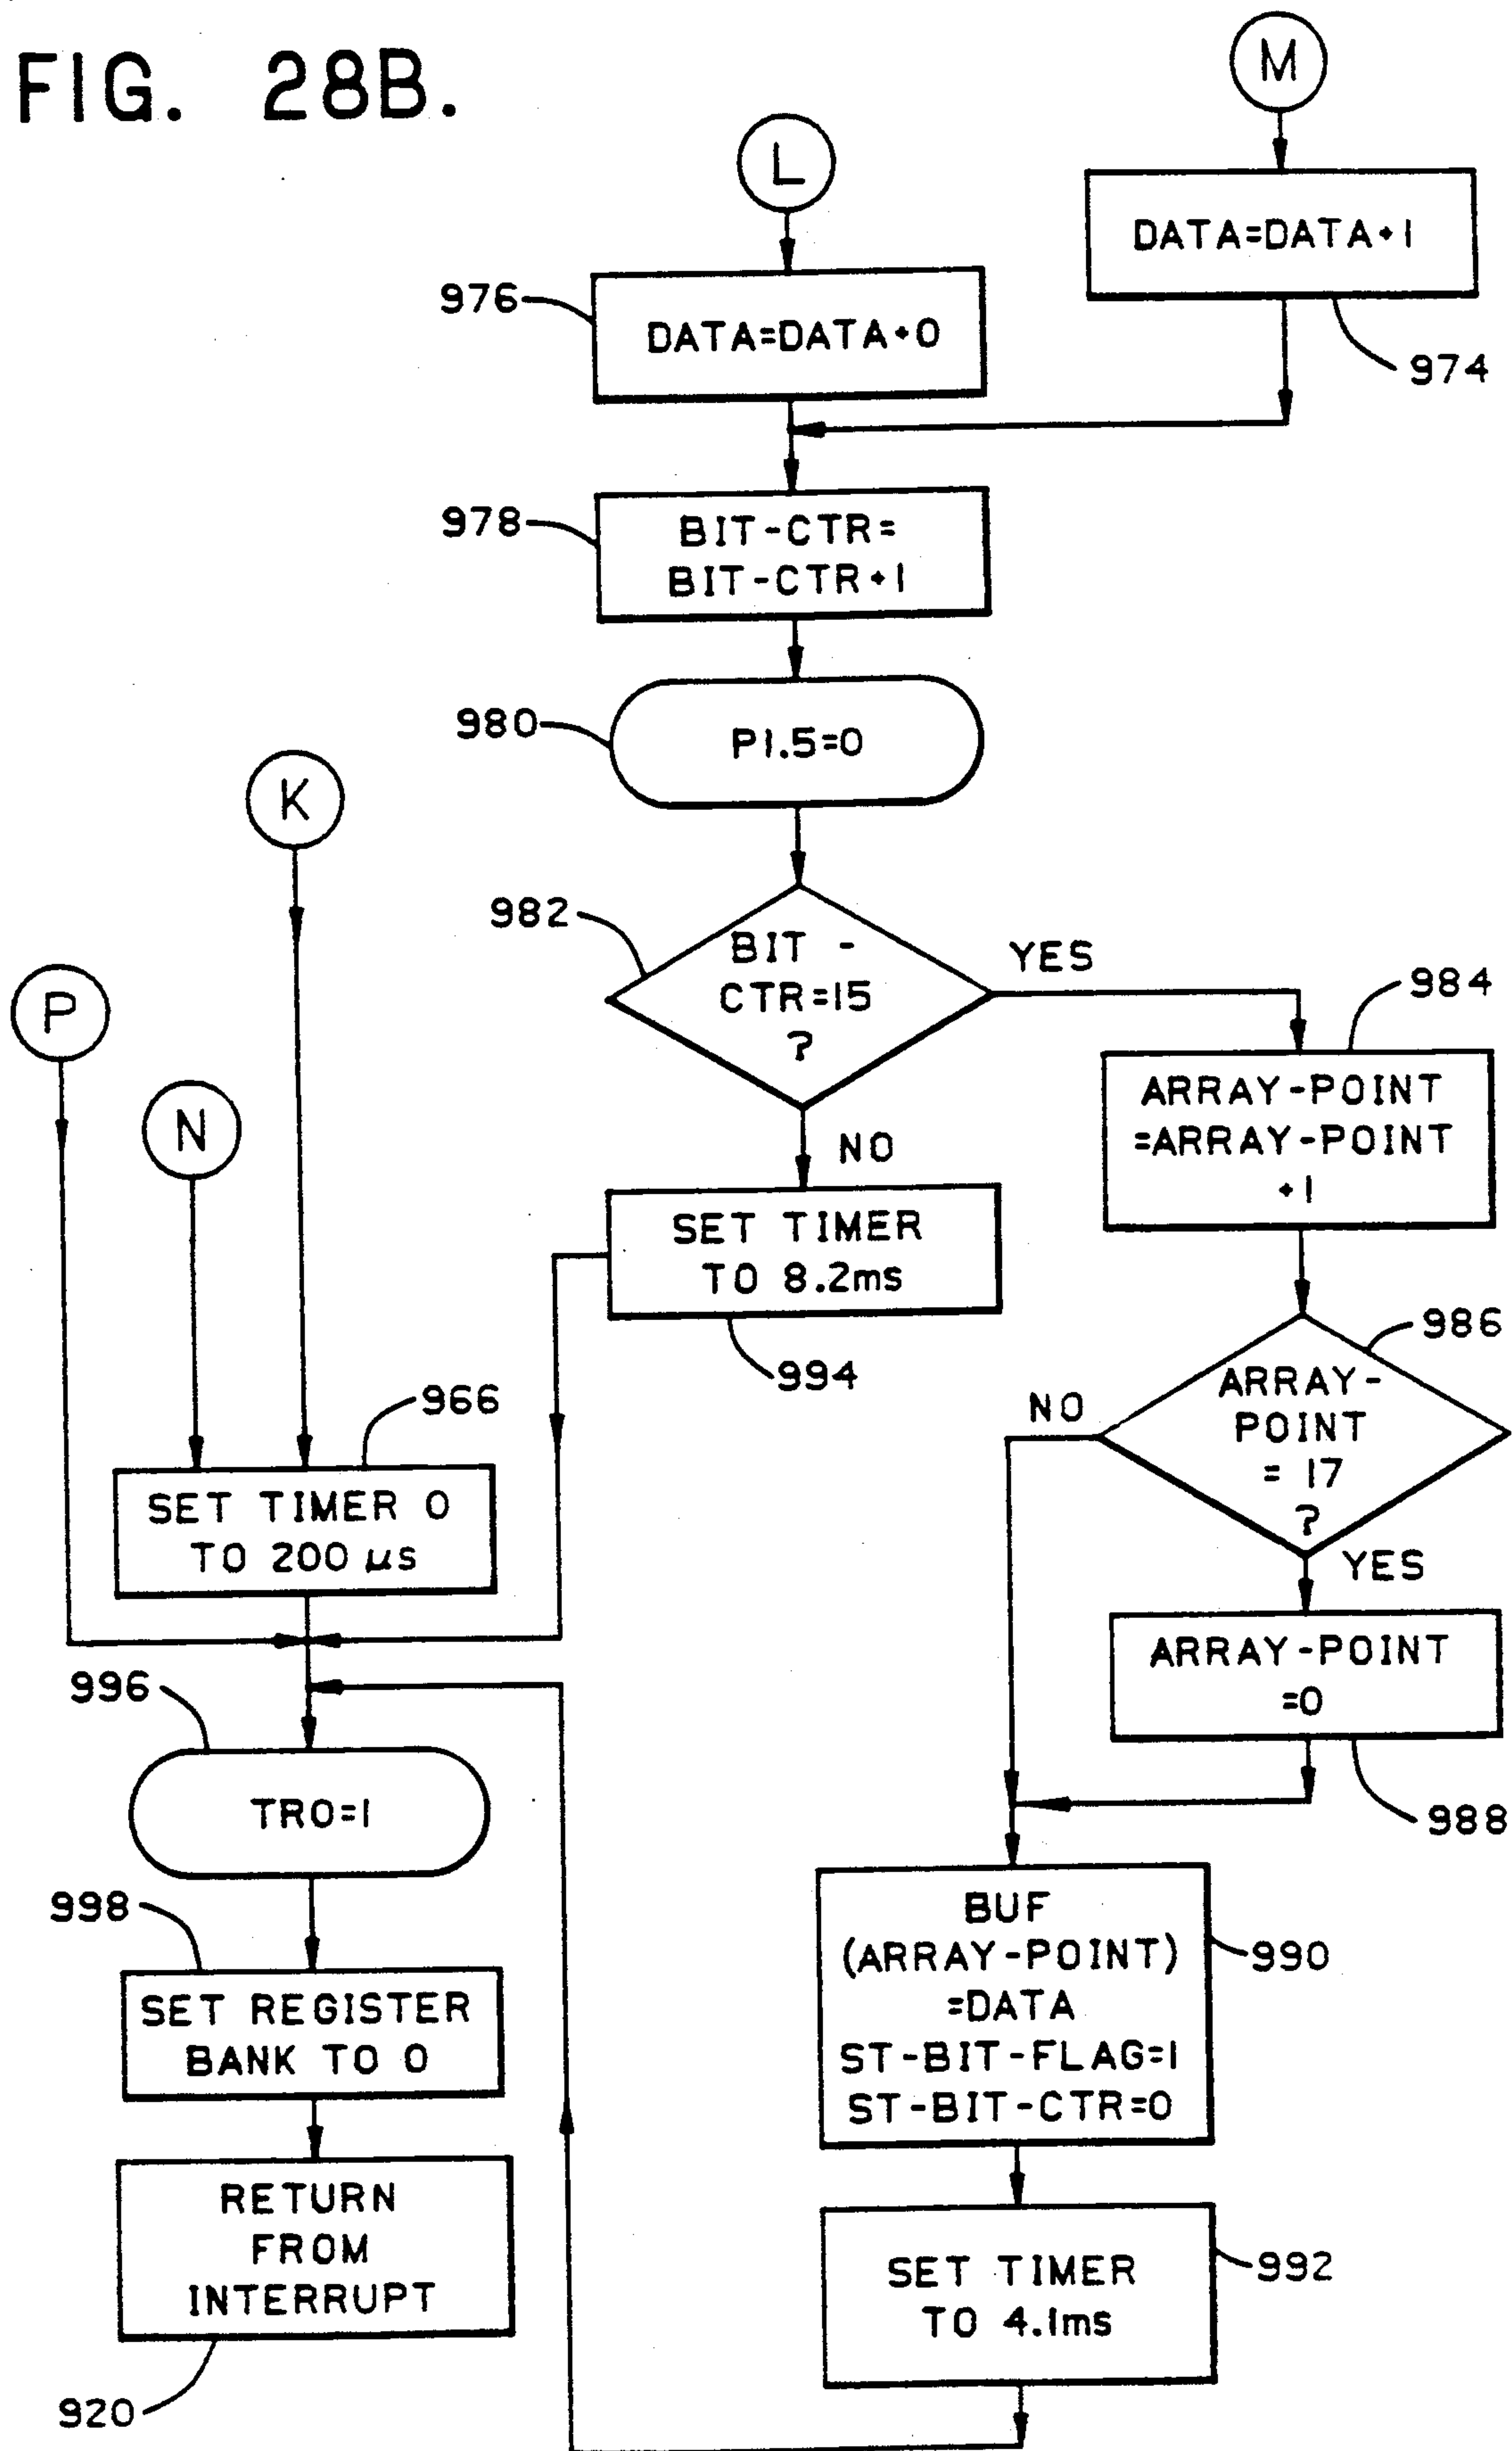 FIG. 28B.
M
L
DATA=DATA+1
974
976
DATA=DATA+0
978
BIT-CTR=
BIT-CTR+1
980
P1.5=0
K
982
BIT -
CTR=15
?
YES
NO
P
N
984
ARRAY-POINT
=ARRAY-POINT
+1
SET TIMER
TO 8.2ms
994
986
ARRAY-
POINT
= 17
?
NO
YES
966
SET TIMER 0
TO 200 μs
ARRAY-POINT
=0
988
996
TR0=1
998
SET REGISTER
BANK TO 0
BUF
(ARRAY-POINT)
=DATA
ST-BIT-FLAG=1
ST-BIT-CTR=0
990
RETURN
FROM
INTERRUPT
920
SET TIMER
TO 4.1ms
992